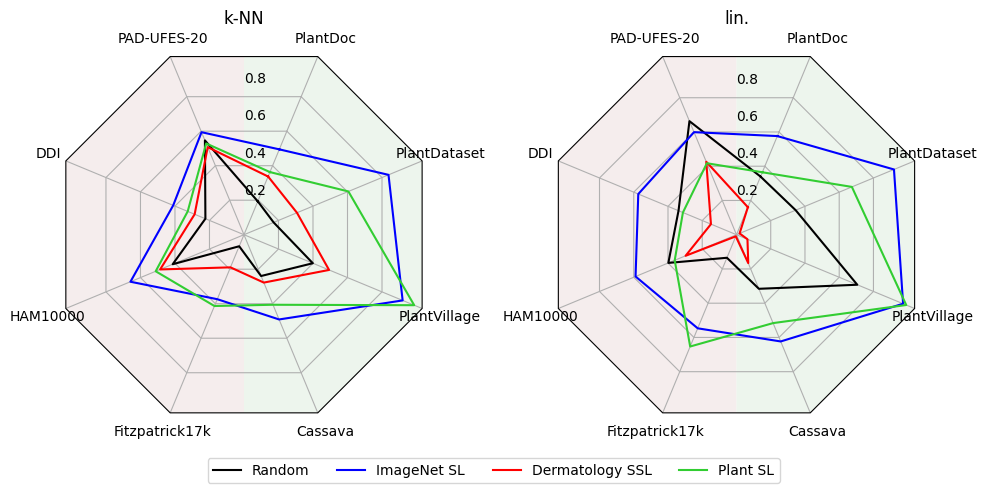 k-NN
PAD-UFES-20
PlantDoc
0.8
0.6
0.4
0.2
DDI
PlantDataset
HAM10000
PlantVillage
Fitzpatrick17k
Cassava
lin.
PAD-UFES-20
PlantDoc
0.8
0.6
0.4
0.2
DDI
PlantDataset
HAM10000
PlantVillage
Fitzpatrick17k
Cassava
Random ImageNet SL Dermatology SSL Plant SL